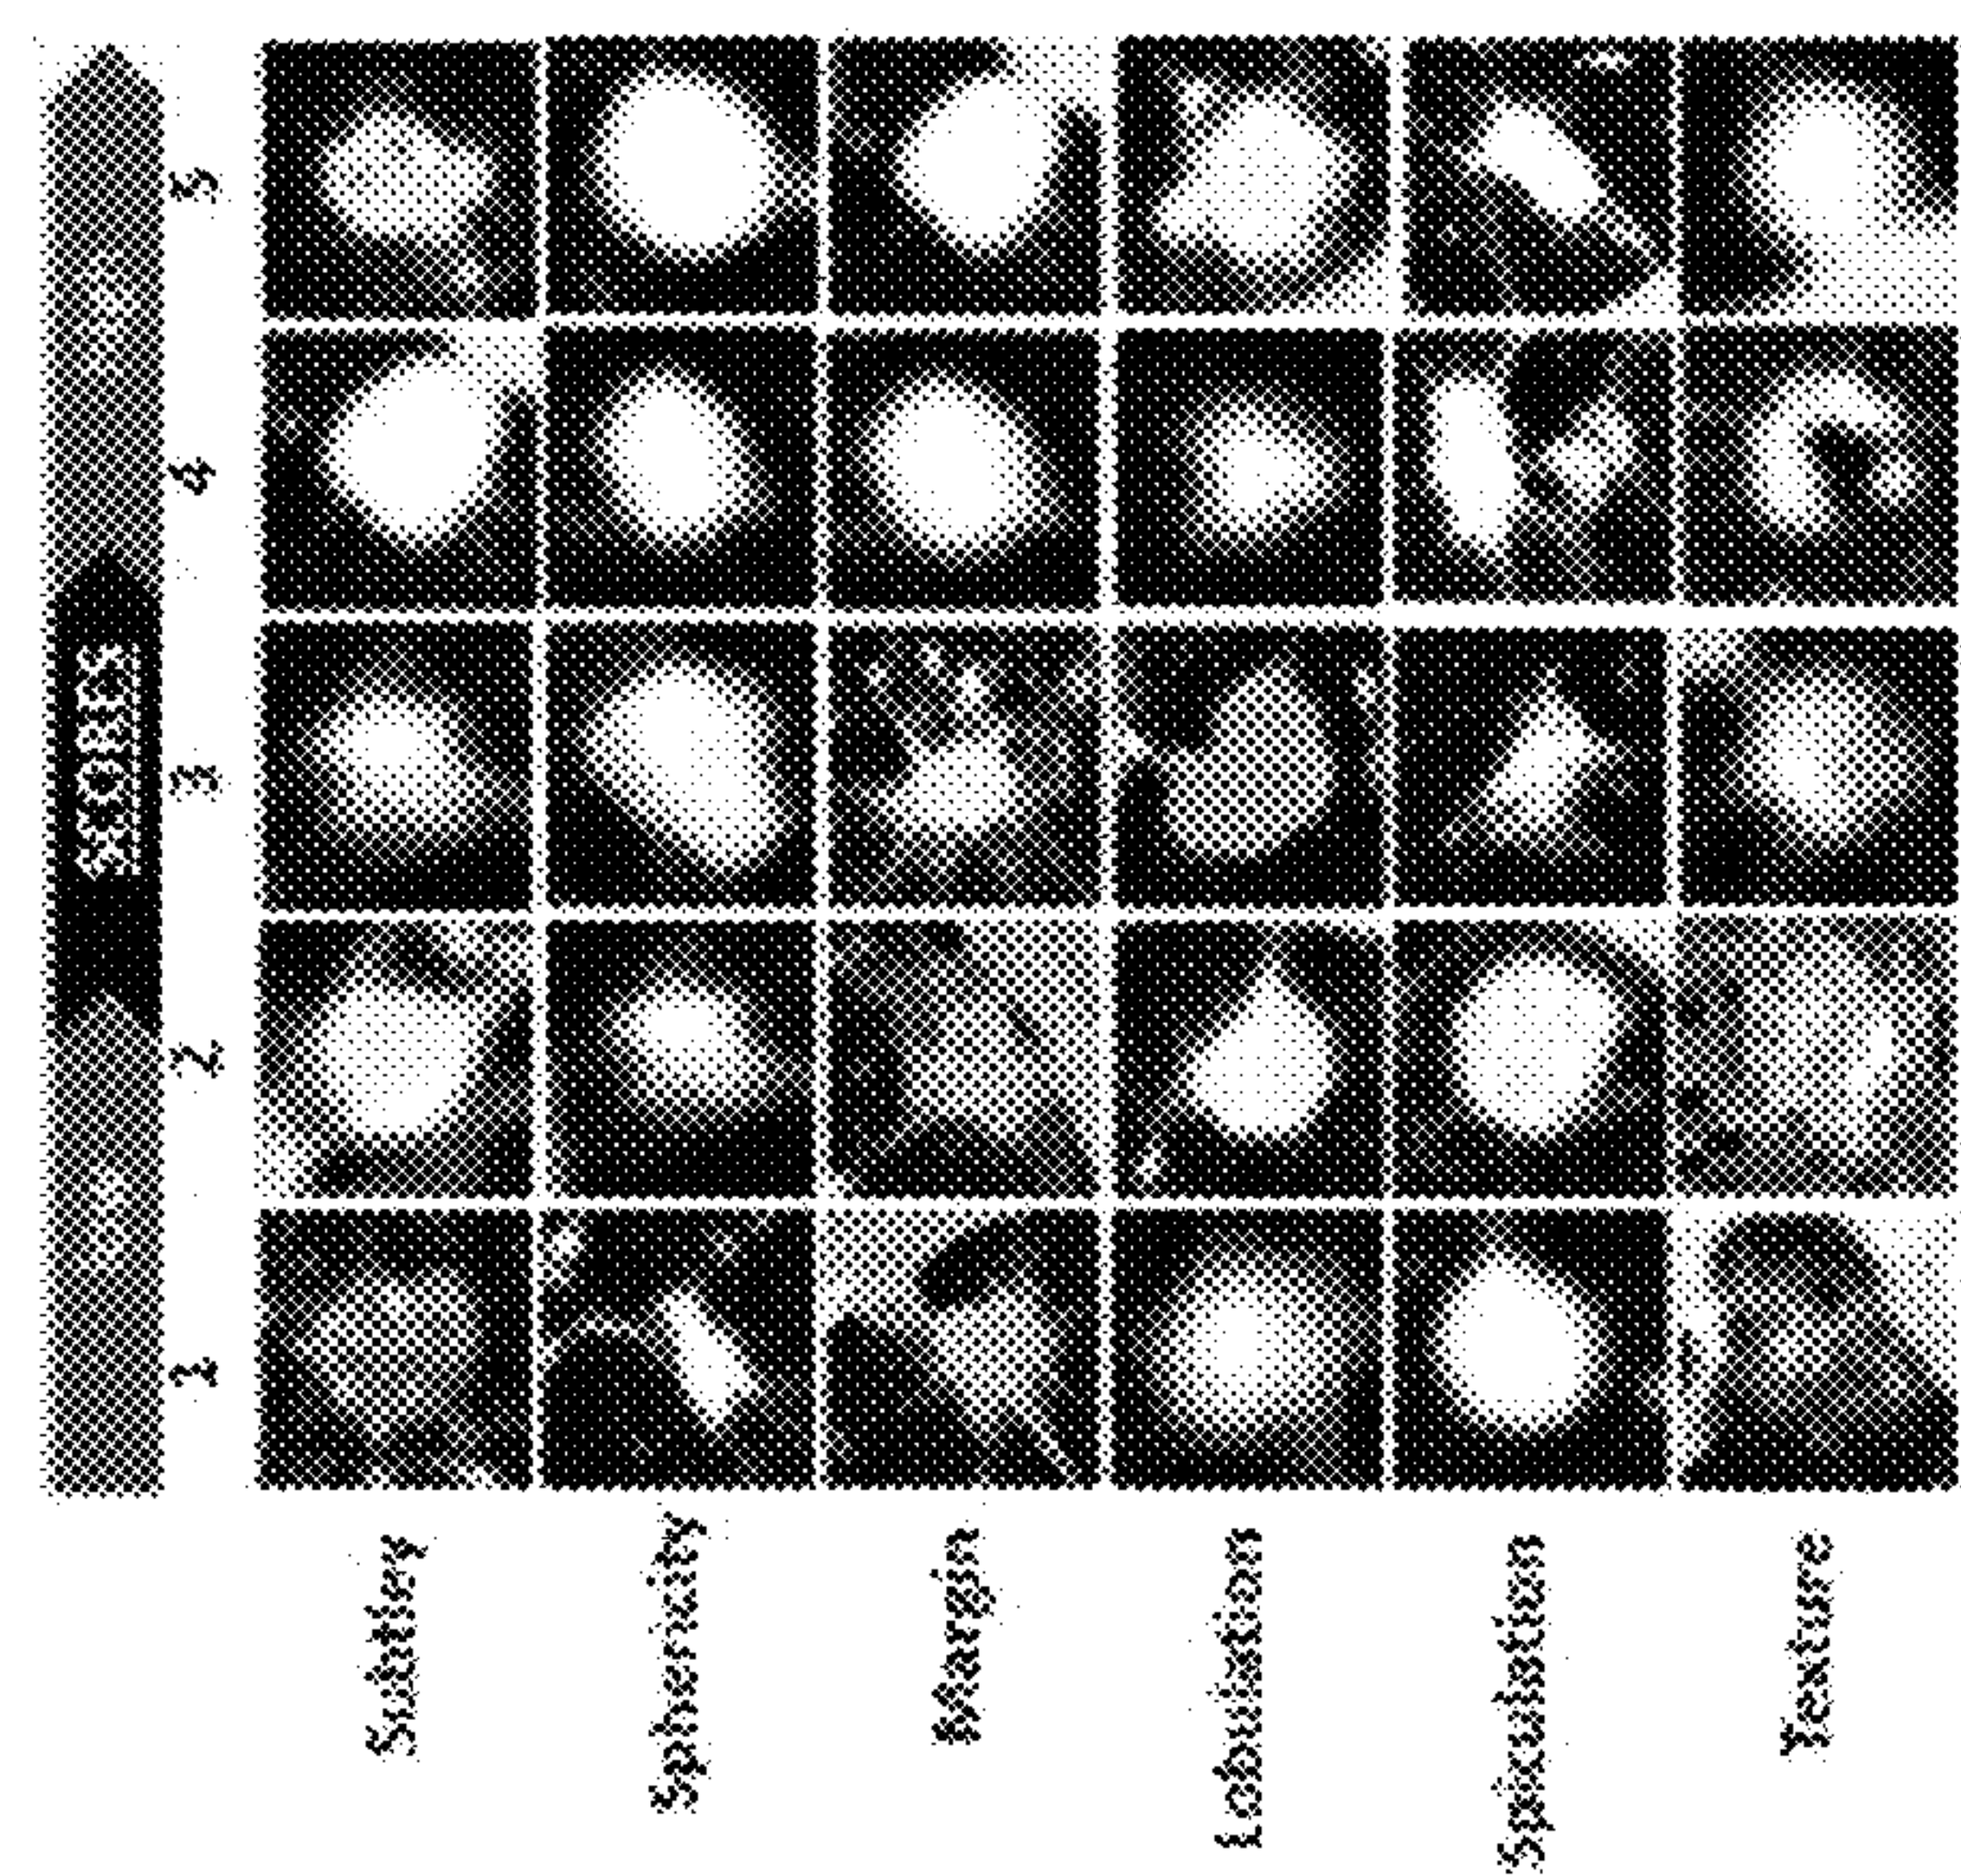 SCORES
1 2 3 4 5
Subtlety
Sphericity
Margin
Lobulation
Spiculation
Texture